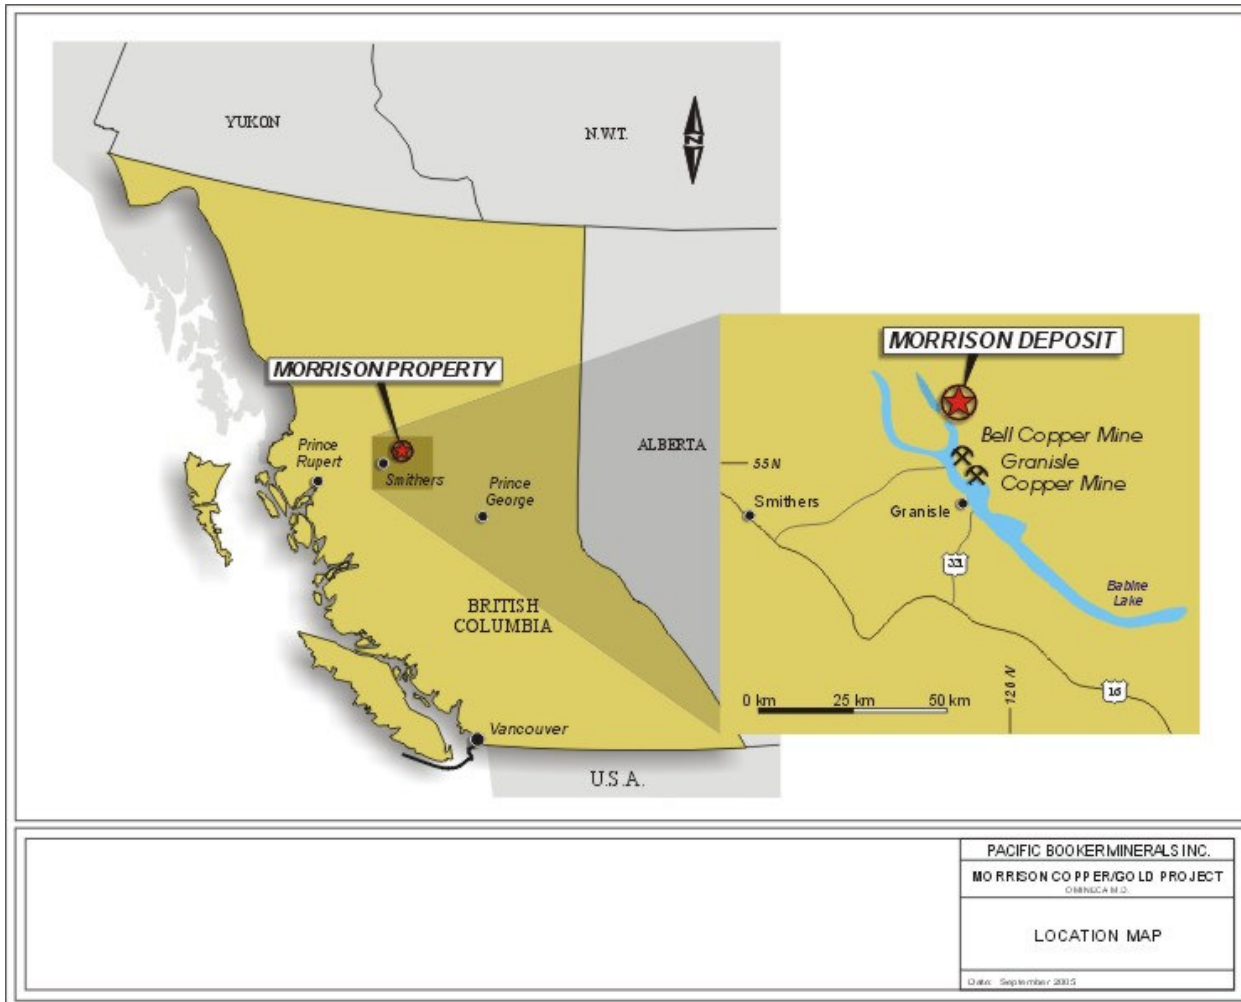 YUKON
N.W.T.
N
MORRISON PROPERTY
Prince
Rupert
Smithers
Prince
George
ALBERTA
BRITISH
COLUMBIA
Vancouver
U.S.A.
MORRISON DEPOSIT
Bell Copper Mine
Granisle
Copper Mine
55 N
Smithers
Granisle
331
Babine
Lake
126 N
16
0 km 25 km 50 km
PACIFIC BOOKER MINERALS INC.
MORRISON COPPER/GOLD PROJECT
OMINECA M.D.
LOCATION MAP
Date: September 2005